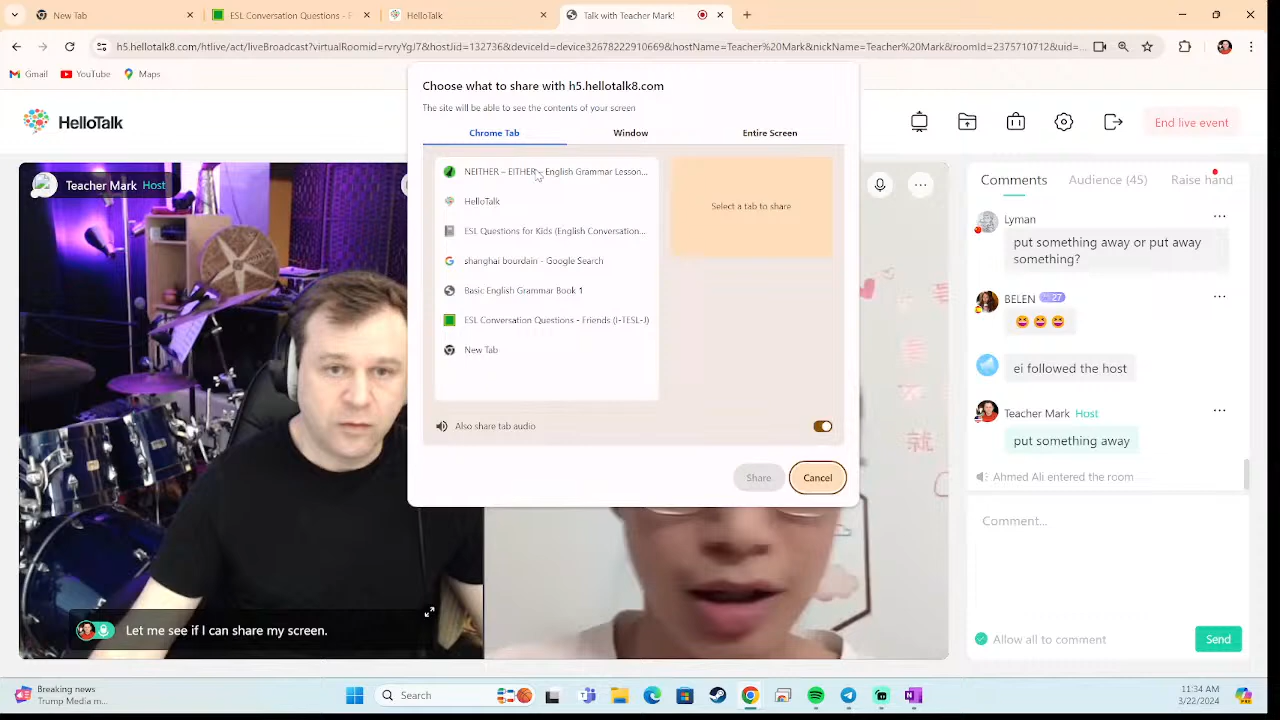 New Tab
ESL Conversation Questions - F
HelloTalk
Talk with Teacher Mark!
h5.hellotalk8.com/htlive/act/liveBroadcast?virtualRoomid=rvryYgJ7&hostId=132736&deviceId=device32678222910669&hostName=Teacher%20Mark&nickName=Teacher%20Mark&roomId=2375710712&uid=...
Gmail
YouTube
Maps
HelloTalk
End live event
Choose what to share with h5.hellotalk8.com
The site will be able to see the contents of your screen
Chrome Tab
Window
Entire Screen
NEITHER – EITHER - English Grammar Lesson...
HelloTalk
ESL Questions for Kids (English Conversation...
shanghai bourdain - Google Search
Basic English Grammar Book 1
ESL Conversation Questions - Friends (I-TESL-J)
New Tab
Select a tab to share
Also share tab audio
Share
Cancel
Teacher Mark Host
就
Let me see if I can share my screen.
Comments
Audience (45)
Raise hand
Lyman
put something away or put away
something?
BELEN
27
ei followed the host
Teacher Mark Host
put something away
Ahmed Ali entered the room
Comment...
Allow all to comment
Send
Breaking news
Trump Media m...
Search
11:34 AM
3/22/2024